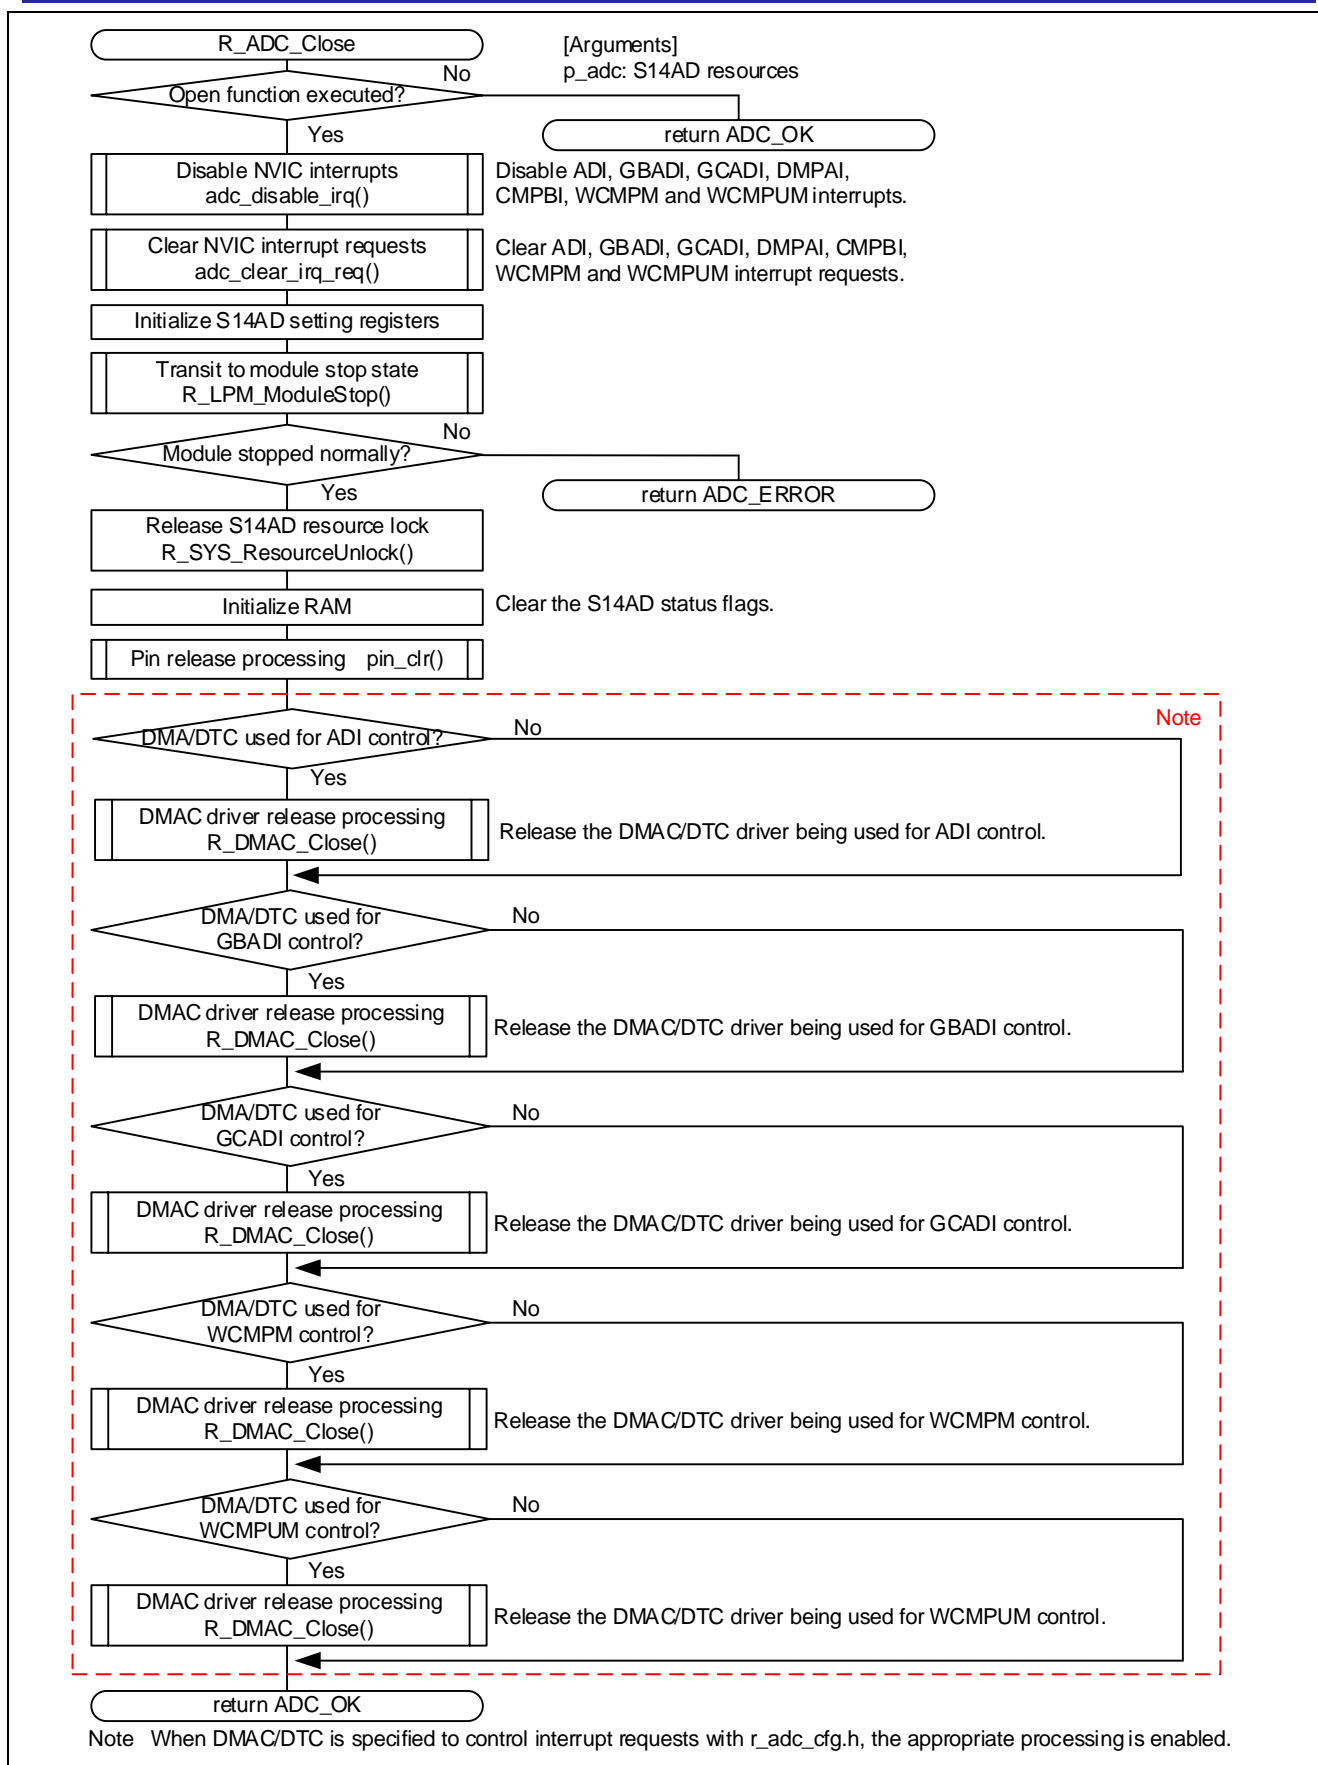 R_ADC_Close
[Arguments]
p_adc: S14AD resources
No
Open function executed?
return ADC_OK
Yes
Disable NVIC interrupts
adc_disable_irq()
Disable ADI, GBADI, GCADI, DMPAI,
CMPBI, WCMPM and WCMPUM interrupts.
Clear NVIC interrupt requests
adc_clear_irq_req()
Clear ADI, GBADI, GCADI, DMPAI, CMPBI,
WCMPM and WCMPUM interrupt requests.
Initialize S14AD setting registers
Transit to module stop state
R_LPM_ModuleStop()
No
Module stopped normally?
return ADC_ERROR
Yes
Release S14AD resource lock
R_SYS_ResourceUnlock()
Initialize RAM
Clear the S14AD status flags.
Pin release processing pin_clr()
Note
DMA/DTC used for ADI control?
No
Yes
DMAC driver release processing
R_DMAC_Close()
Release the DMAC/DTC driver being used for ADI control.
DMA/DTC used for
GBADI control?
No
Yes
DMAC driver release processing
R_DMAC_Close()
Release the DMAC/DTC driver being used for GBADI control.
DMA/DTC used for
GCADI control?
No
Yes
DMAC driver release processing
R_DMAC_Close()
Release the DMAC/DTC driver being used for GCADI control.
DMA/DTC used for
WCMPM control?
No
Yes
DMAC driver release processing
R_DMAC_Close()
Release the DMAC/DTC driver being used for WCMPM control.
DMA/DTC used for
WCMPUM control?
No
Yes
DMAC driver release processing
R_DMAC_Close()
Release the DMAC/DTC driver being used for WCMPUM control.
return ADC_OK
Note When DMAC/DTC is specified to control interrupt requests with r_adc_cfg.h, the appropriate processing is enabled.